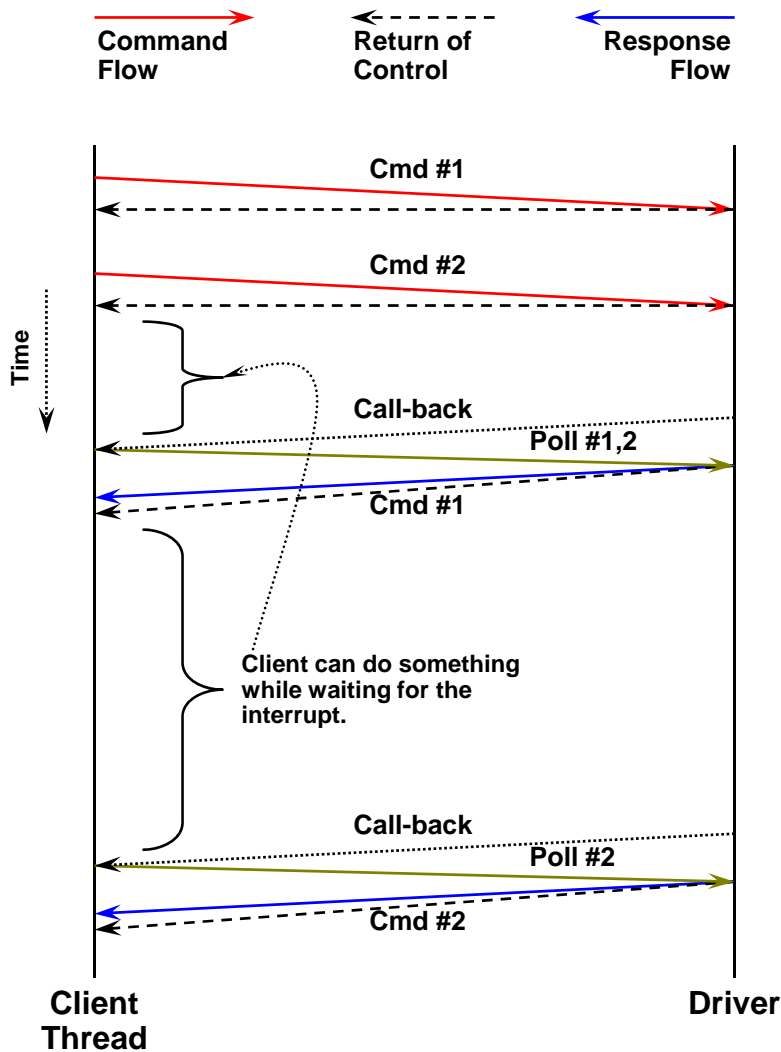 Command
Flow
Return of
Control
Response
Flow
Cmd #1
Cmd #2
Time
Call-back
Poll #1,2
Cmd #1
Client can do something
while waiting for the
interrupt.
Call-back
Poll #2
Cmd #2
Client
Thread
Driver